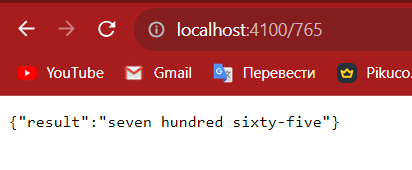 localhost:4100/765
YouTube Gmail Перевести Pikuco.
{"result":"seven hundred sixty-five"}